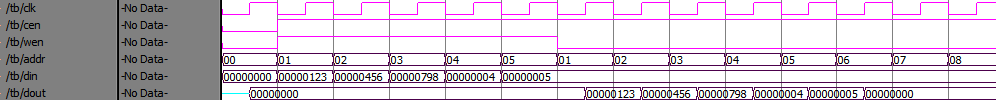 /tb/clk -No Data-
/tb/cen -No Data-
/tb/wen -No Data-
/tb/addr -No Data- 00 01 02 03 04 05 01 02 03 04 05 06 07 08
/tb/din -No Data- 00000000 00000123 00000456 00000798 00000004 00000005
/tb/dout -No Data- 00000000 00000123 00000456 00000798 00000004 00000005 00000000